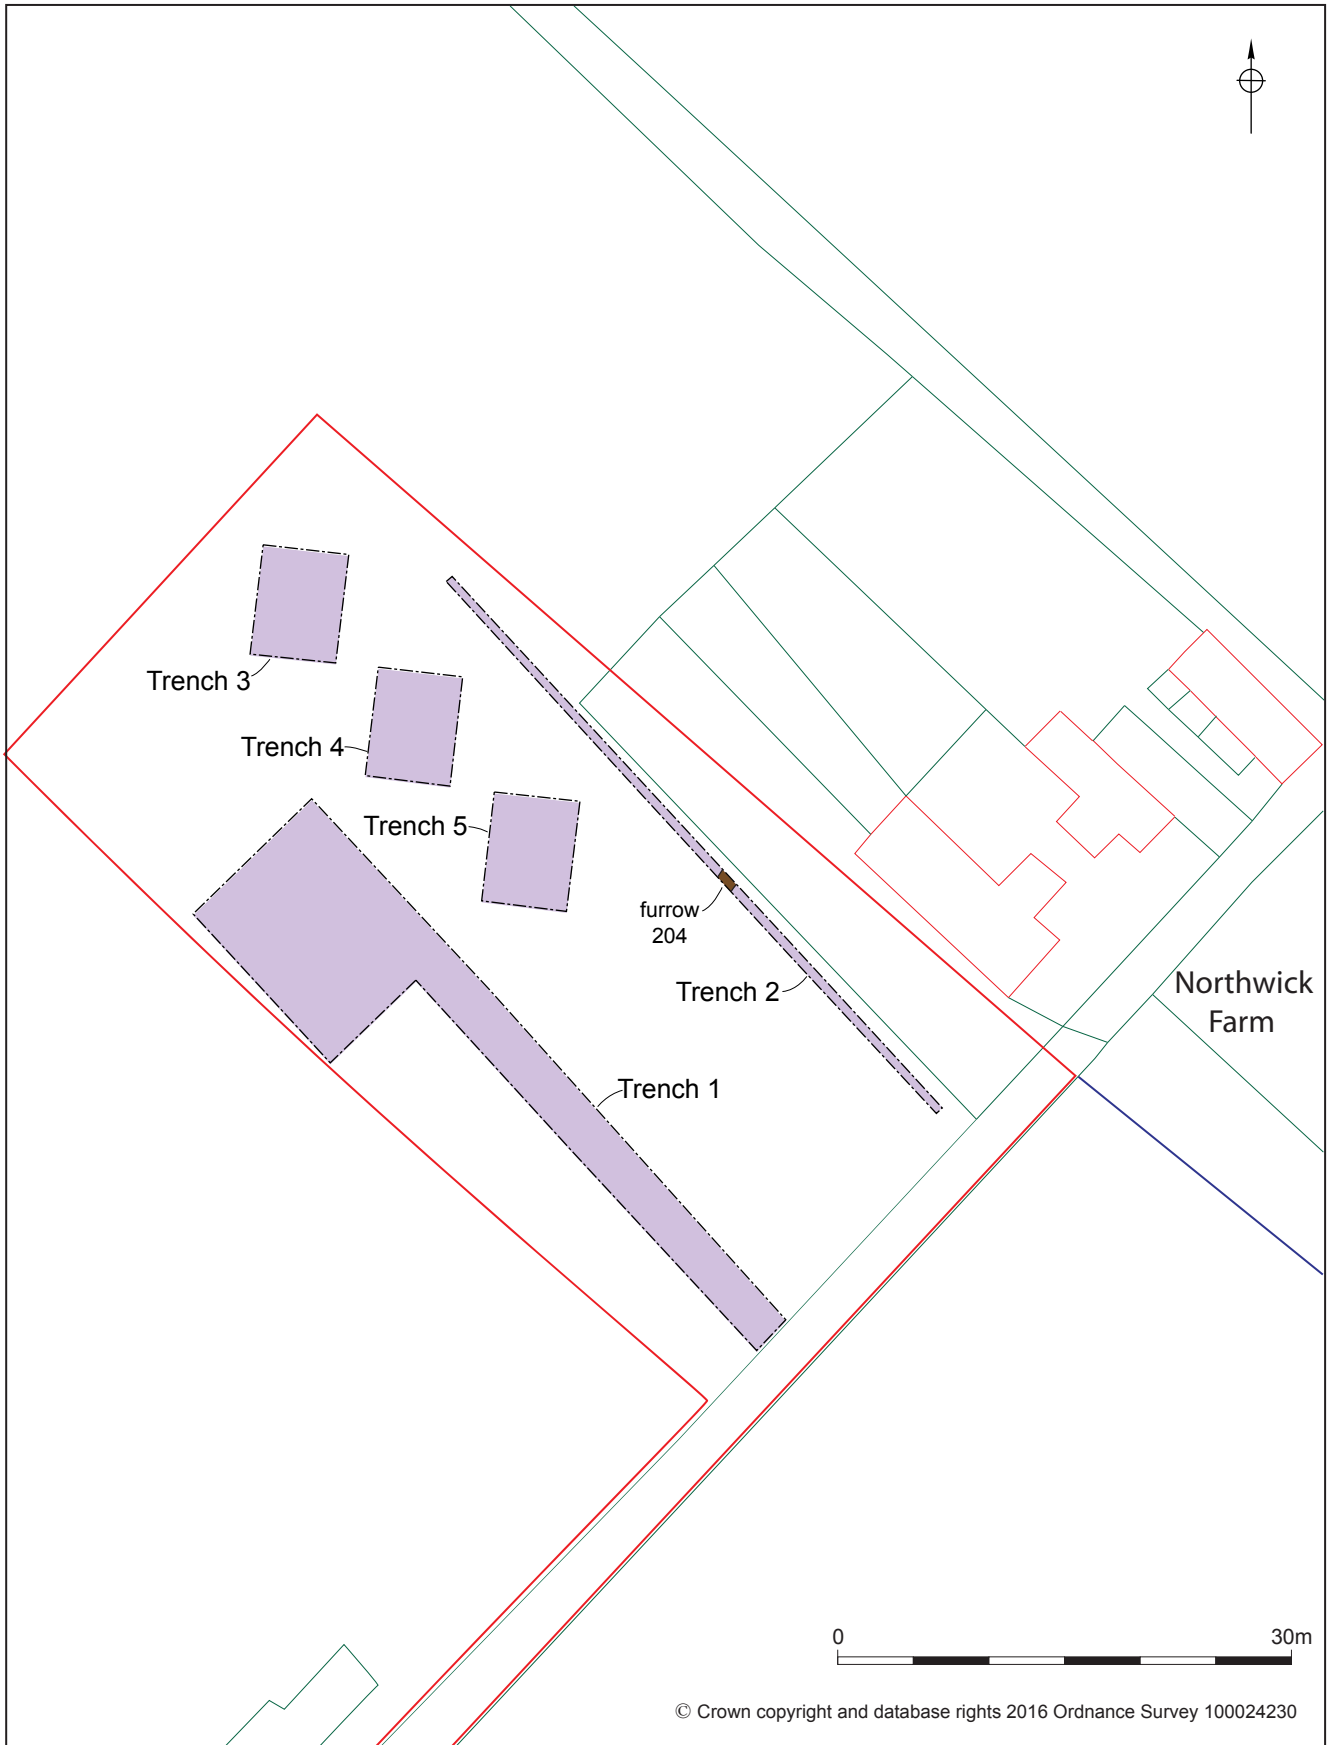 Trench 3
Trench 4
Trench 5
furrow
204
Trench 2
Northwick
Farm
Trench 1
0 30m
© Crown copyright and database rights 2016 Ordnance Survey 100024230